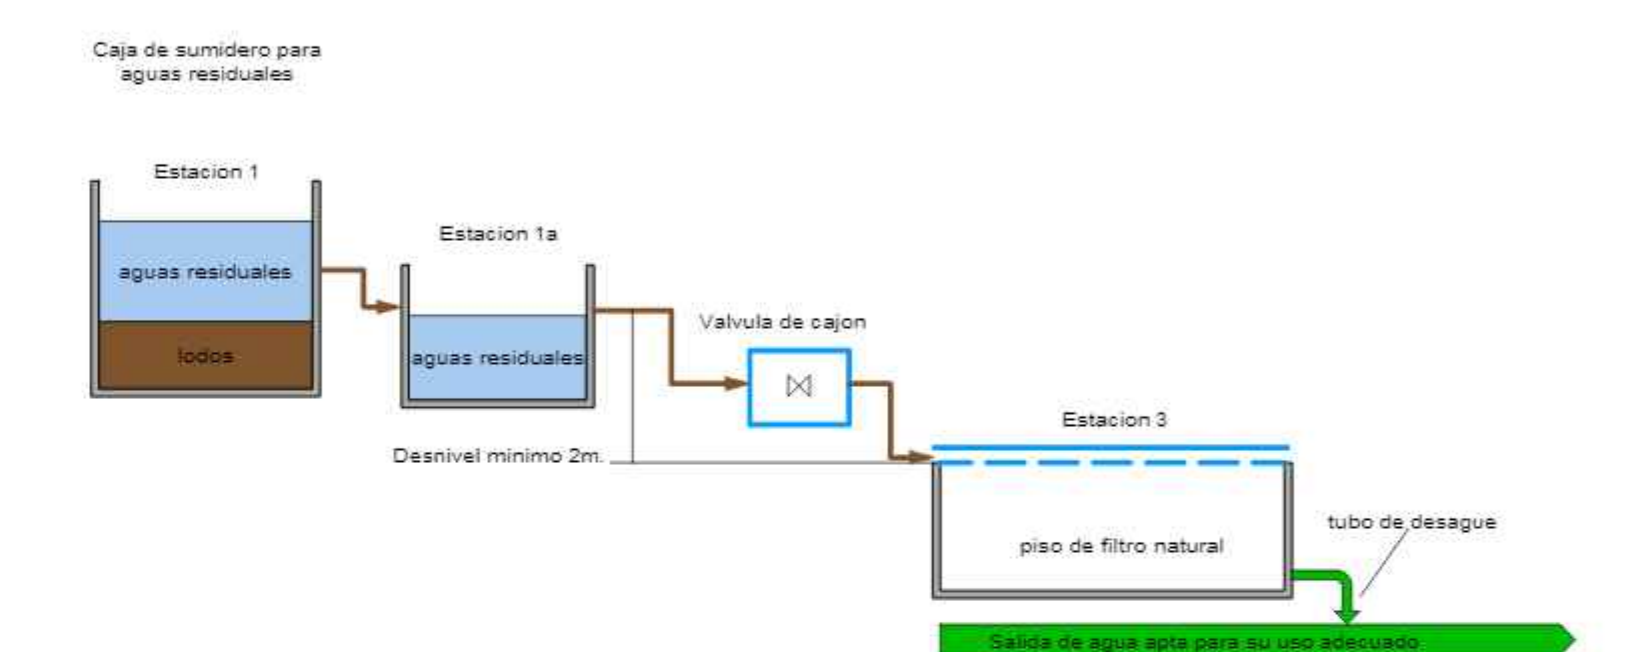 Caja de sumidero para
aguas residuales
Estacion 1
aguas residuales
lodos
Estacion 1a
aguas residuales
Valvula de cajon
Desnivel minimo 2m.
Estacion 3
piso de filtro natural
tubo de desague
Salida de agua apta para su uso adecuado